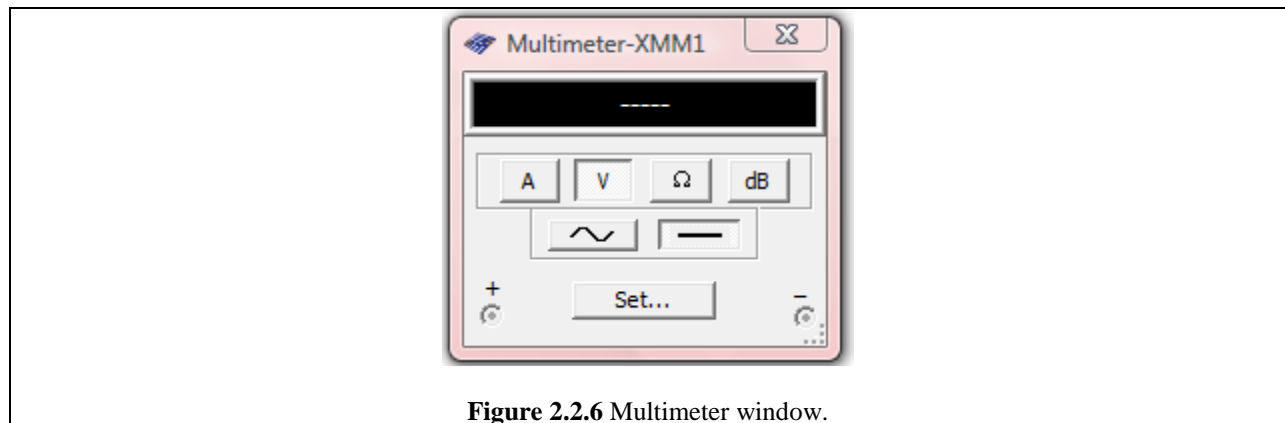 Multimeter-XMM1
-----
A V Ω dB
+ Set... –
Figure 2.2.6 Multimeter window.